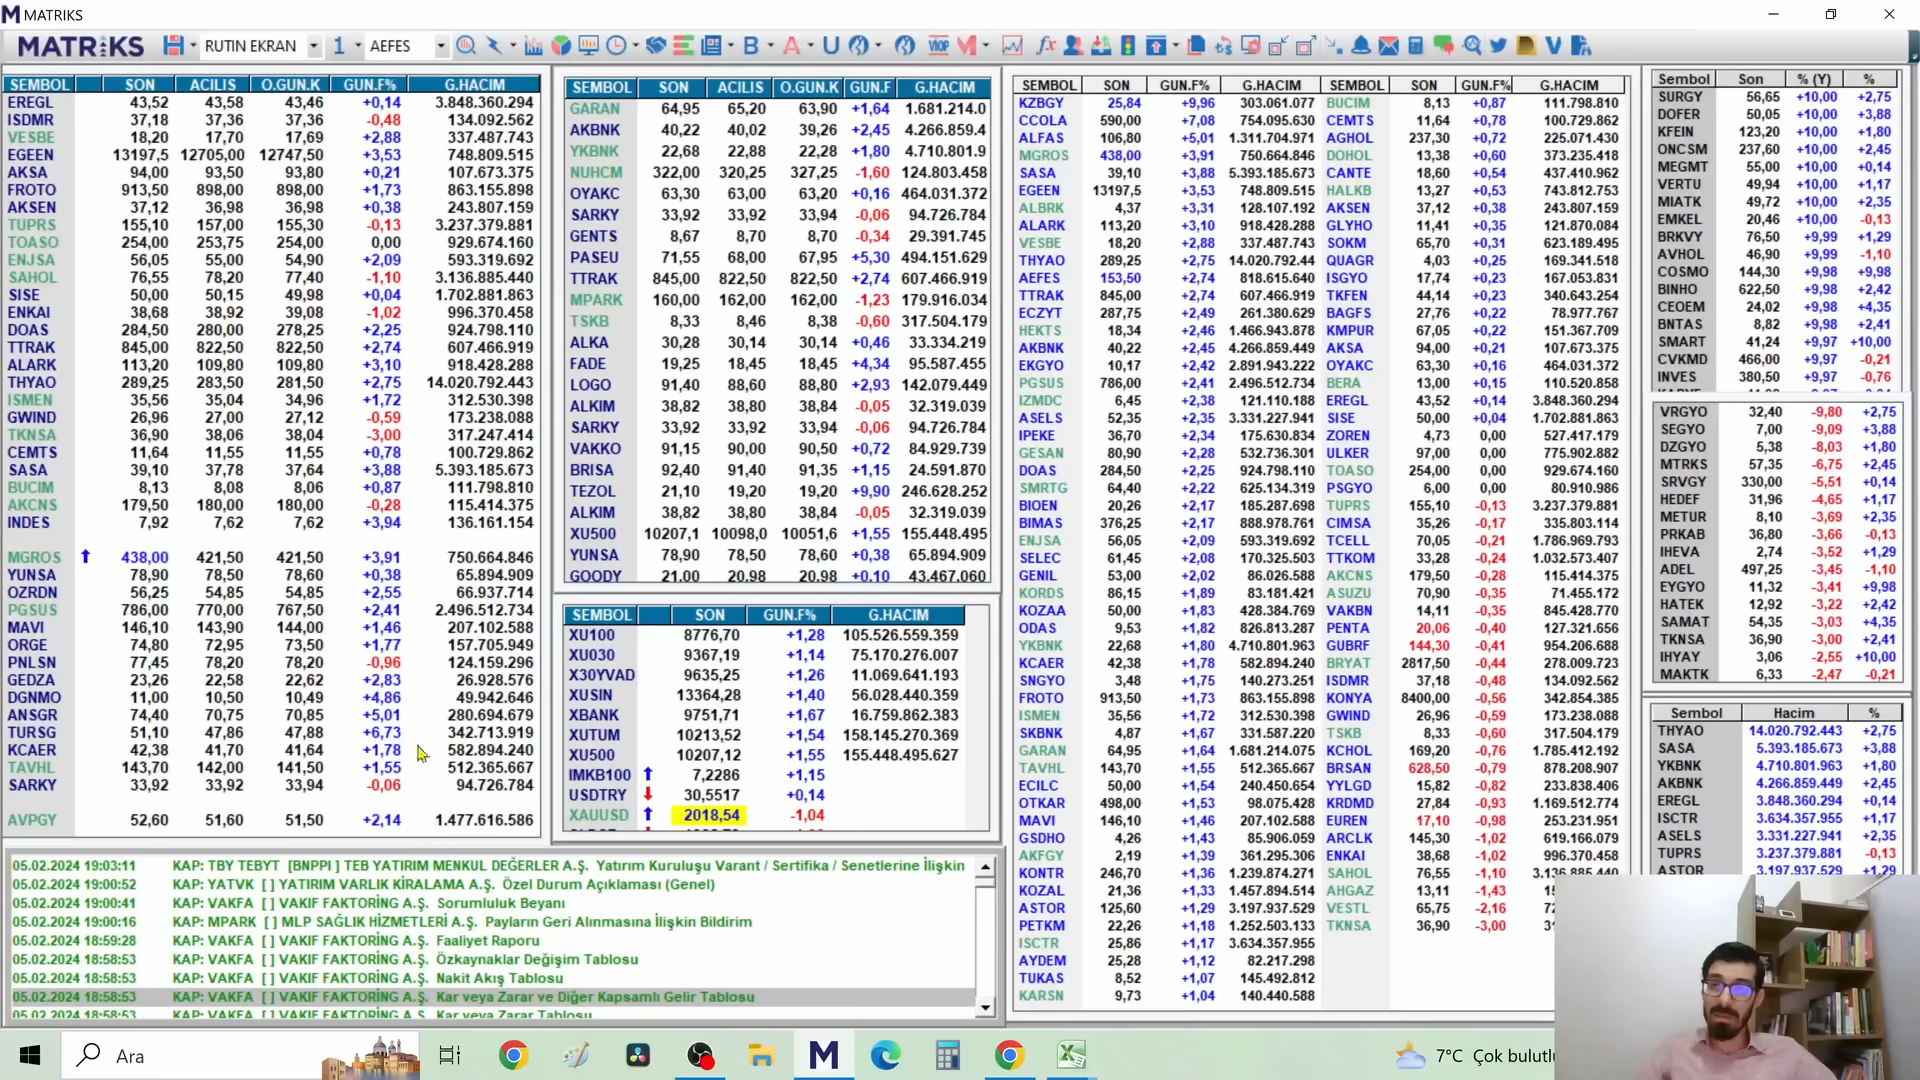 MATRIKS
MATRİKS RUTIN EKRAN 1 AEFES B A U VIOP M fx V
SEMBOL SON ACILIS O.GUN.K GUN.F% G.HACIM
EREGL 43,52 43,58 43,46 +0,14 3.848.360.294
ISDMR 37,18 37,36 37,36 -0,48 134.092.562
VESBE 18,20 17,70 17,69 +2,88 337.487.743
EGEEN 13197,5 12705,00 12747,50 +3,53 748.809.515
AKSA 94,00 93,50 93,80 +0,21 107.673.375
FROTO 913,50 898,00 898,00 +1,73 863.155.898
AKSEN 37,12 36,98 36,98 +0,38 243.807.159
TUPRS 155,10 157,00 155,30 -0,13 3.237.379.881
TOASO 254,00 253,75 254,00 0,00 929.674.160
ENJSA 56,05 55,00 54,90 +2,09 593.319.692
SAHOL 76,55 78,20 77,40 -1,10 3.136.885.440
SISE 50,00 50,15 49,98 +0,04 1.702.881.863
ENKAI 38,68 38,92 39,08 -1,02 996.370.458
DOAS 284,50 280,00 278,25 +2,25 924.798.110
TTRAK 845,00 822,50 822,50 +2,74 607.466.919
ALARK 113,20 109,80 109,80 +3,10 918.428.288
THYAO 289,25 283,50 281,50 +2,75 14.020.792.443
ISMEN 35,56 35,04 34,96 +1,72 312.530.398
GWIND 26,96 27,00 27,12 -0,59 173.238.088
TKNSA 36,90 38,06 38,04 -3,00 317.247.414
CEMTS 11,64 11,55 11,55 +0,78 100.729.862
SASA 39,10 37,78 37,64 +3,88 5.393.185.673
BUCIM 8,13 8,08 8,06 +0,87 111.798.810
AKCNS 179,50 180,00 180,00 -0,28 115.414.375
INDES 7,92 7,62 7,62 +3,94 136.161.154
MGROS 438,00 421,50 421,50 +3,91 750.664.846
YUNSA 78,90 78,50 78,60 +0,38 65.894.909
OZRDN 56,25 54,85 54,85 +2,55 66.937.714
PGSUS 786,00 770,00 767,50 +2,41 2.496.512.734
MAVI 146,10 143,90 144,00 +1,46 207.102.588
ORGE 74,80 72,95 73,50 +1,77 157.705.949
PNLSN 77,45 78,20 78,20 -0,96 124.159.296
GEDZA 23,26 22,58 22,62 +2,83 26.928.576
DGNMO 11,00 10,50 10,49 +4,86 49.942.646
ANSGR 74,40 70,75 70,85 +5,01 280.694.679
TURSG 51,10 47,86 47,88 +6,73 342.713.919
KCAER 42,38 41,70 41,64 +1,78 582.894.240
TAVHL 143,70 142,00 141,50 +1,55 512.365.667
SARKY 33,92 33,92 33,94 -0,06 94.726.784
AVPGY 52,60 51,60 51,50 +2,14 1.477.616.586
SEMBOL SON ACILIS O.GUN.K GUN.F G.HACIM
GARAN 64,95 65,20 63,90 +1,64 1.681.214.0
AKBNK 40,22 40,02 39,26 +2,45 4.266.859.4
YKBNK 22,68 22,88 22,28 +1,80 4.710.801.9
NUHCM 322,00 320,25 327,25 -1,60 124.803.458
OYAKC 63,30 63,00 63,20 +0,16 464.031.372
SARKY 33,92 33,92 33,94 -0,06 94.726.784
GENTS 8,67 8,70 8,70 -0,34 29.391.745
PASEU 71,55 68,00 67,95 +5,30 494.151.629
TTRAK 845,00 822,50 822,50 +2,74 607.466.919
MPARK 160,00 162,00 162,00 -1,23 179.916.034
TSKB 8,33 8,46 8,38 -0,60 317.504.179
ALKA 30,28 30,14 30,14 +0,46 33.334.219
FADE 19,25 18,45 18,45 +4,34 95.587.455
LOGO 91,40 88,60 88,80 +2,93 142.079.449
ALKIM 38,82 38,80 38,84 -0,05 32.319.039
SARKY 33,92 33,92 33,94 -0,06 94.726.784
VAKKO 91,15 90,00 90,50 +0,72 84.929.739
BRISA 92,40 91,40 91,35 +1,15 24.591.870
TEZOL 21,10 19,20 19,20 +9,90 246.628.252
ALKIM 38,82 38,80 38,84 -0,05 32.319.039
XU500 10207,1 10098,0 10051,6 +1,55 155.448.495
YUNSA 78,90 78,50 78,60 +0,38 65.894.909
GOODY 21,00 20,98 20,98 +0,10 43.467.060
SEMBOL SON GUN.F% G.HACIM
XU100 8776,70 +1,28 105.526.559.359
XU030 9367,19 +1,14 75.170.276.007
X30YVAD 9635,25 +1,26 11.069.641.193
XUSIN 13364,28 +1,40 56.028.440.359
XBANK 9751,71 +1,67 16.759.862.383
XUTUM 10213,52 +1,54 158.145.270.369
XU500 10207,12 +1,55 155.448.495.627
IMKB100 7,2286 +1,15
USDTRY 30,5517 +0,14
XAUUSD 2018,54 -1,04
SEMBOL SON GUN.F% G.HACIM SEMBOL SON GUN.F% G.HACIM
KZBGY 25,84 +9,96 303.061.077 BUCIM 8,13 +0,87 111.798.810
CCOLA 590,00 +7,08 754.095.630 CEMTS 11,64 +0,78 100.729.862
ALFAS 106,80 +5,01 1.311.704.971 AGHOL 237,30 +0,72 225.071.430
MGROS 438,00 +3,91 750.664.846 DOHOL 13,38 +0,60 373.235.418
SASA 39,10 +3,88 5.393.185.673 CANTE 18,60 +0,54 437.410.962
EGEEN 13197,5 +3,53 748.809.515 HALKB 13,27 +0,53 743.812.753
ALBRK 4,37 +3,31 128.107.192 AKSEN 37,12 +0,38 243.807.159
ALARK 113,20 +3,10 918.428.288 GLYHO 11,41 +0,35 121.870.084
VESBE 18,20 +2,88 337.487.743 SOKM 65,70 +0,31 623.189.495
THYAO 289,25 +2,75 14.020.792.44 QUAGR 4,03 +0,25 169.341.518
AEFES 153,50 +2,74 818.615.640 ISGYO 17,74 +0,23 167.053.831
TTRAK 845,00 +2,74 607.466.919 TKFEN 44,14 +0,23 340.643.254
ECZYT 287,75 +2,49 261.380.629 BAGFS 27,76 +0,22 78.977.767
HEKTS 18,34 +2,46 1.466.943.878 KMPUR 67,05 +0,22 151.367.709
AKBNK 40,22 +2,45 4.266.859.449 AKSA 94,00 +0,21 107.673.375
EKGYO 10,17 +2,42 2.891.943.222 OYAKC 63,30 +0,16 464.031.372
PGSUS 786,00 +2,41 2.496.512.734 BERA 13,00 +0,15 110.520.858
IZMDC 6,45 +2,38 121.110.188 EREGL 43,52 +0,14 3.848.360.294
ASELS 52,35 +2,35 3.331.227.941 SISE 50,00 +0,04 1.702.881.863
IPEKE 36,70 +2,34 175.630.834 ZOREN 4,73 0,00 527.417.179
GESAN 80,90 +2,28 532.736.301 ULKER 97,00 0,00 775.902.882
DOAS 284,50 +2,25 924.798.110 TOASO 254,00 0,00 929.674.160
SMRTG 64,40 +2,22 625.134.319 PSGYO 6,00 0,00 80.910.986
BIOEN 20,26 +2,17 185.287.698 TUPRS 155,10 -0,13 3.237.379.881
BIMAS 376,25 +2,17 888.978.761 CIMSA 35,26 -0,17 335.803.114
ENJSA 56,05 +2,09 593.319.692 TCELL 70,05 -0,21 1.786.969.793
SELEC 61,45 +2,08 170.325.503 TTKOM 33,28 -0,24 1.032.573.407
GENIL 53,00 +2,02 86.026.588 AKCNS 179,50 -0,28 115.414.375
KORDS 86,15 +1,89 83.181.421 ASUZU 70,90 -0,35 71.455.172
KOZAA 50,00 +1,83 428.384.769 VAKBN 14,11 -0,35 845.428.770
ODAS 9,53 +1,82 826.813.287 PENTA 20,06 -0,40 127.321.656
YKBNK 22,68 +1,80 4.710.801.963 GUBRF 144,30 -0,41 954.206.688
KCAER 42,38 +1,78 582.894.240 BRYAT 2817,50 -0,44 278.009.723
SNGYO 3,48 +1,75 140.273.251 ISDMR 37,18 -0,48 134.092.562
FROTO 913,50 +1,73 863.155.898 KONYA 8400,00 -0,56 342.854.385
ISMEN 35,56 +1,72 312.530.398 GWIND 26,96 -0,59 173.238.088
SKBNK 4,87 +1,67 331.587.220 TSKB 8,33 -0,60 317.504.179
GARAN 64,95 +1,64 1.681.214.075 KCHOL 169,20 -0,76 1.785.412.192
TAVHL 143,70 +1,55 512.365.667 BRSAN 628,50 -0,79 878.208.907
ECILC 50,00 +1,54 240.450.654 YYLGD 15,82 -0,82 233.838.406
OTKAR 498,00 +1,53 98.075.428 KRDMD 27,84 -0,93 1.169.512.774
MAVI 146,10 +1,46 207.102.588 EUREN 17,10 -0,98 253.231.951
GSDHO 4,26 +1,43 85.906.059 ARCLK 145,30 -1,02 619.166.079
AKFGY 2,19 +1,39 361.295.306 ENKAI 38,68 -1,02 996.370.458
KONTR 246,70 +1,36 1.239.874.271 SAHOL 76,55 -1,10 3.136.885.440
KOZAL 21,36 +1,33 1.457.894.514 AHGAZ 13,11 -1,43
ASTOR 125,60 +1,29 3.197.937.529 VESTL 65,75 -2,16
PETKM 22,26 +1,18 1.252.503.133 TKNSA 36,90 -3,00
ISCTR 25,86 +1,17 3.634.357.955
AYDEM 25,28 +1,12 82.217.298
TUKAS 8,52 +1,07 145.492.812
KARSN 9,73 +1,04 140.440.588
Sembol Son % (Y) %
SURGY 56,65 +10,00 +2,75
DOFER 50,05 +10,00 +3,88
KFEIN 123,20 +10,00 +1,80
ONCSM 237,60 +10,00 +2,45
MEGMT 55,00 +10,00 +0,14
VERTU 49,94 +10,00 +1,17
MIATK 49,72 +10,00 +2,35
EMKEL 20,46 +10,00 -0,13
BRKVY 76,50 +9,99 +1,29
AVHOL 46,90 +9,99 -1,10
COSMO 144,30 +9,98 +9,98
BINHO 622,50 +9,98 +2,42
CEOEM 24,02 +9,98 +4,35
BNTAS 8,82 +9,98 +2,41
SMART 41,24 +9,97 +10,00
CVKMD 466,00 +9,97 -0,21
INVES 380,50 +9,97 -0,76
VRGYO 32,40 -9,80 +2,75
SEGYO 7,00 -9,09 +3,88
DZGYO 5,38 -8,03 +1,80
MTRKS 57,35 -6,75 +2,45
SRVGY 330,00 -5,51 +0,14
HEDEF 31,96 -4,65 +1,17
METUR 8,10 -3,69 +2,35
PRKAB 36,80 -3,66 -0,13
IHEVA 2,74 -3,52 +1,29
ADEL 497,25 -3,45 -1,10
EYGYO 11,32 -3,41 +9,98
HATEK 12,92 -3,22 +2,42
SAMAT 54,35 -3,03 +4,35
TKNSA 36,90 -3,00 +2,41
IHYAY 3,06 -2,55 +10,00
MAKTK 6,33 -2,47 -0,21
Sembol Hacim %
THYAO 14.020.792.443 +2,75
SASA 5.393.185.673 +3,88
YKBNK 4.710.801.963 +1,80
AKBNK 4.266.859.449 +2,45
EREGL 3.848.360.294 +0,14
ISCTR 3.634.357.955 +1,17
ASELS 3.331.227.941 +2,35
TUPRS 3.237.379.881 -0,13
ASTOR 3.197.937.529 +1,29
05.02.2024 19:03:11 KAP: TBY TEBYT [BNPPI ] TEB YATIRIM MENKUL DEĞERLER A.Ş. Yatırım Kuruluşu Varant / Sertifika / Senetlerine İlişkin
05.02.2024 19:00:52 KAP: YATVK [ ] YATIRIM VARLIK KİRALAMA A.Ş. Özel Durum Açıklaması (Genel)
05.02.2024 19:00:41 KAP: VAKFA [ ] VAKIF FAKTORİNG A.Ş. Sorumluluk Beyanı
05.02.2024 19:00:16 KAP: MPARK [ ] MLP SAĞLIK HİZMETLERİ A.Ş. Payların Geri Alınmasına İlişkin Bildirim
05.02.2024 18:59:28 KAP: VAKFA [ ] VAKIF FAKTORİNG A.Ş. Faaliyet Raporu
05.02.2024 18:58:53 KAP: VAKFA [ ] VAKIF FAKTORİNG A.Ş. Özkaynaklar Değişim Tablosu
05.02.2024 18:58:53 KAP: VAKFA [ ] VAKIF FAKTORİNG A.Ş. Nakit Akış Tablosu
05.02.2024 18:58:53 KAP: VAKFA [ ] VAKIF FAKTORİNG A.Ş. Kar veya Zarar ve Diğer Kapsamlı Gelir Tablosu
05.02.2024 18:58:53 KAP: VAKFA [ ] VAKIF FAKTORİNG A.Ş. Kar veya Zarar Tablosu
Ara
7°C Çok bulutlu